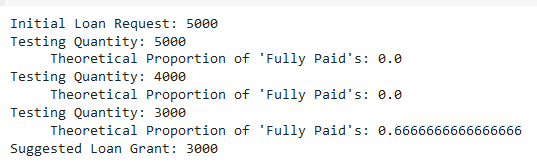 Initial Loan Request: 5000
Testing Quantity: 5000
Theoretical Proportion of 'Fully Paid's: 0.0
Testing Quantity: 4000
Theoretical Proportion of 'Fully Paid's: 0.0
Testing Quantity: 3000
Theoretical Proportion of 'Fully Paid's: 0.6666666666666666
Suggested Loan Grant: 3000